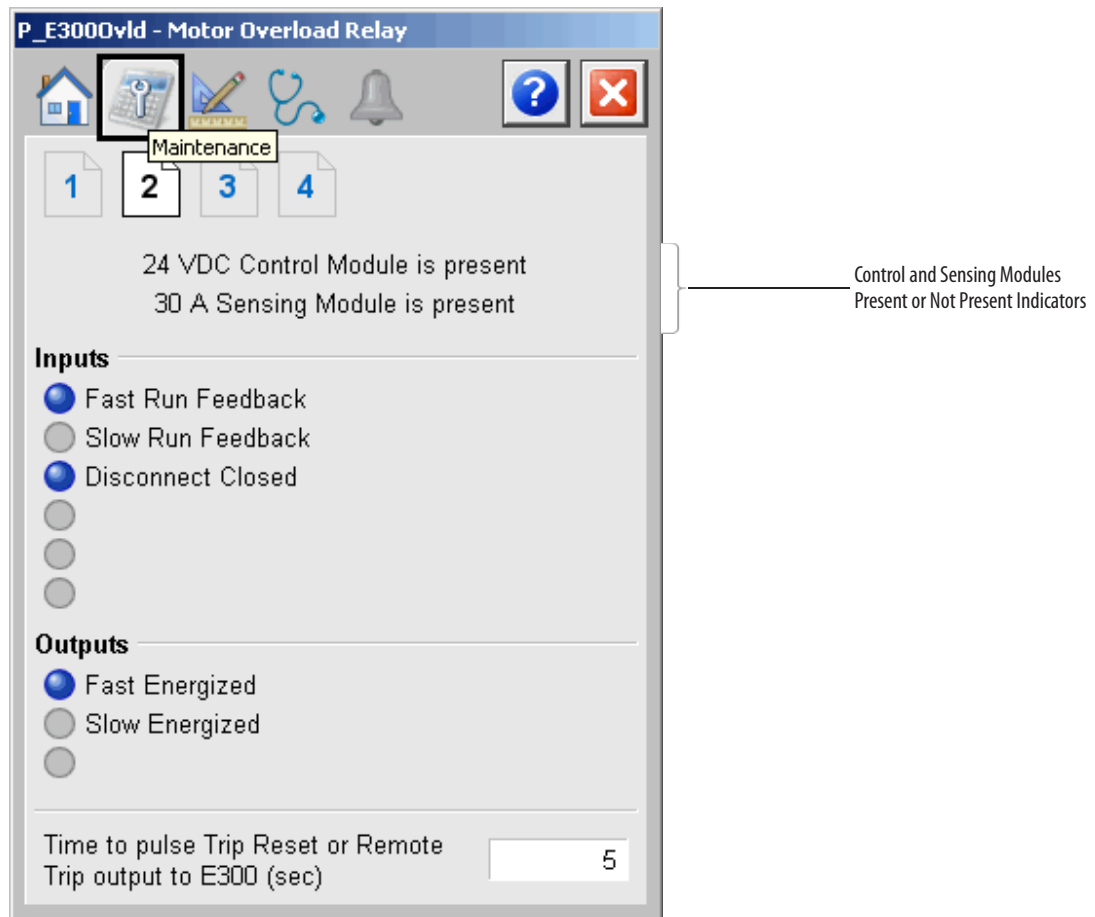 P_E300Ovld - Motor Overload Relay
?
Maintenance
1 2 3 4
24 VDC Control Module is present
30 A Sensing Module is present
Control and Sensing Modules
Present or Not Present Indicators
Inputs
Fast Run Feedback
Slow Run Feedback
Disconnect Closed
Outputs
Fast Energized
Slow Energized
Time to pulse Trip Reset or Remote
Trip output to E300 (sec)
5